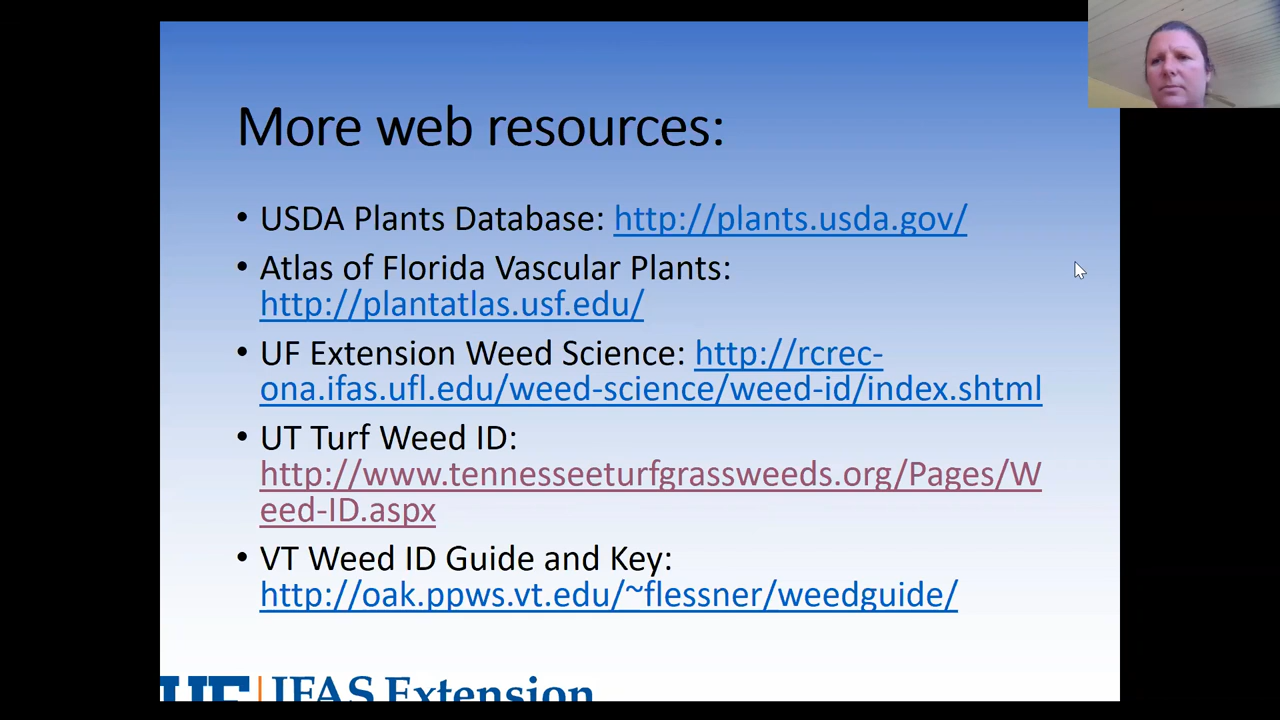 More web resources:
• USDA Plants Database: http://plants.usda.gov/
• Atlas of Florida Vascular Plants:
http://plantatlas.usf.edu/
• UF Extension Weed Science: http://rcrec-
ona.ifas.ufl.edu/weed-science/weed-id/index.shtml
• UT Turf Weed ID:
http://www.tennesseeturfgrassweeds.org/Pages/W
eed-ID.aspx
• VT Weed ID Guide and Key:
http://oak.ppws.vt.edu/~flessner/weedguide/
UF | IFAS Extension